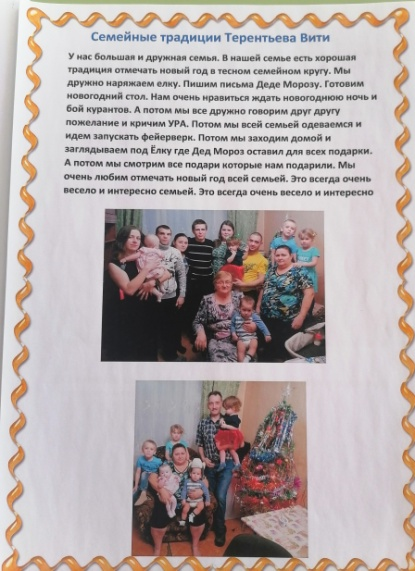 Семейные традиции Терентьева Вити
У нас большая и дружная семья. В нашей семье есть хорошая
традиция отмечать новый год в тесном семейном кругу. Мы
дружно наряжаем елку. Пишим письма Деде Морозу. Готовим
новогодний стол. Нам очень нравиться ждать новогоднюю ночь и
бой курантов. А потом мы все дружно говорим друг другу
пожелание и кричим УРА. Потом мы всей семьей одеваемся и
идем запускать фейерверк. Потом мы заходим домой и
заглядываем под Ёлку где Дед Мороз оставил для всех подарки.
А потом мы смотрим все подари которые нам подарили. Мы
очень любим отмечать новый год всей семьей. Это всегда очень
весело и интересно семьей. Это всегда очень весело и интересно